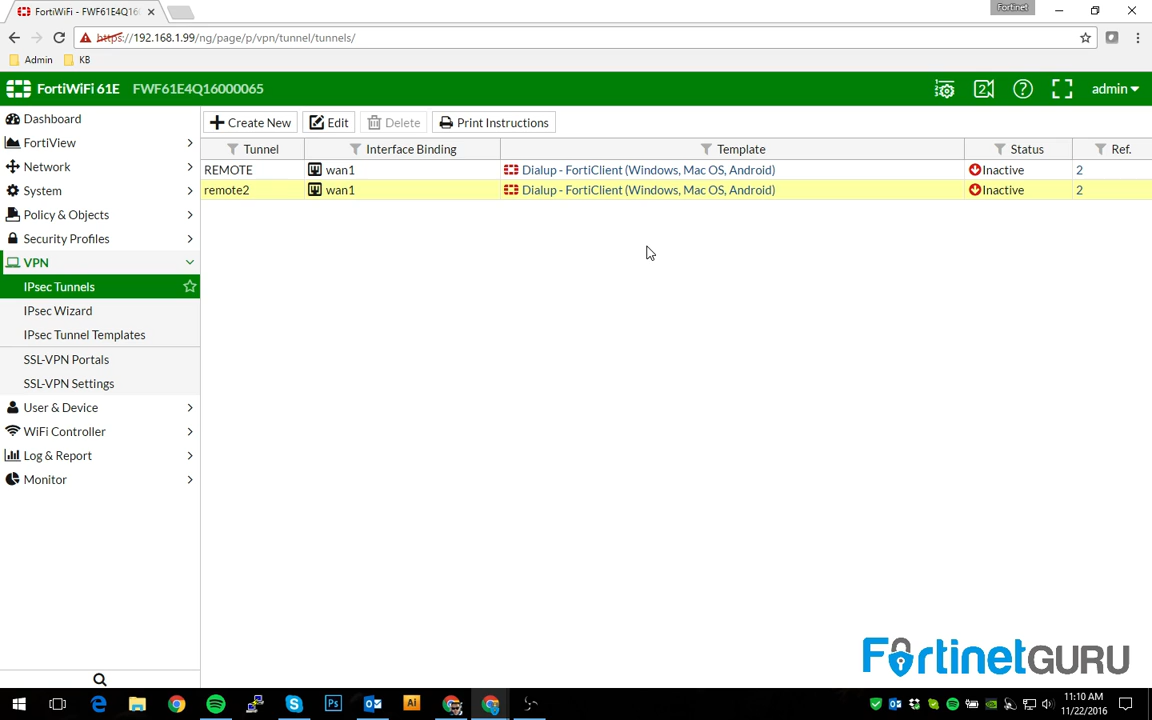 FortiWiFi - FWF61E4Q16
Fortinet
https://192.168.1.99/ng/page/p/vpn/tunnel/tunnels/
Admin KB
FortiWiFi 61E FWF61E4Q16000065
admin
Dashboard
FortiView
Network
System
Policy & Objects
Security Profiles
VPN
IPsec Tunnels
IPsec Wizard
IPsec Tunnel Templates
SSL-VPN Portals
SSL-VPN Settings
User & Device
WiFi Controller
Log & Report
Monitor
Create New Edit Delete Print Instructions
Tunnel Interface Binding Template Status Ref.
REMOTE wan1 Dialup - FortiClient (Windows, Mac OS, Android) Inactive 2
remote2 wan1 Dialup - FortiClient (Windows, Mac OS, Android) Inactive 2
FortinetGURU
Ps Ai
11:10 AM
11/22/2016